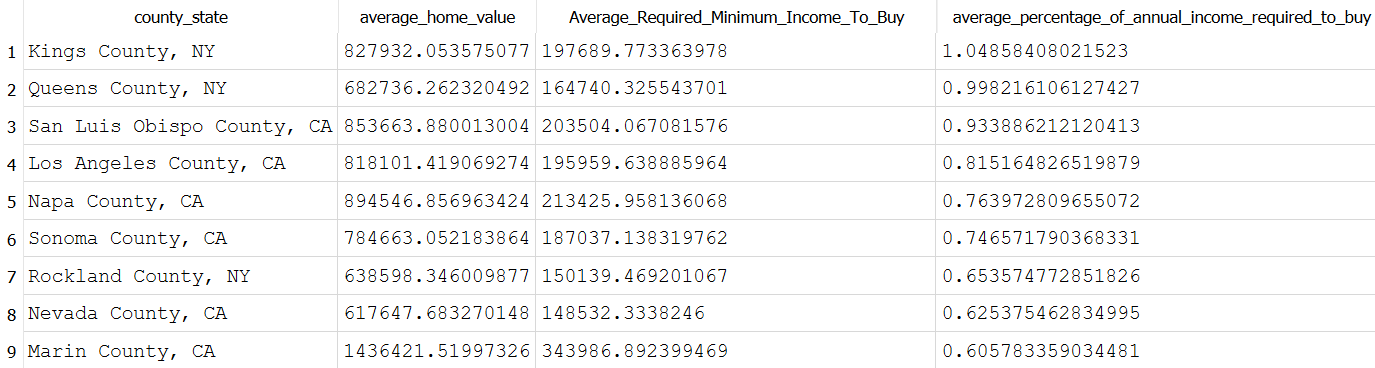 county_state average_home_value Average_Required_Minimum_Income_To_Buy average_percentage_of_annual_income_required_to_buy
1 Kings County, NY 827932.053575077 197689.773363978 1.04858408021523
2 Queens County, NY 682736.262320492 164740.325543701 0.998216106127427
3 San Luis Obispo County, CA 853663.880013004 203504.067081576 0.933886212120413
4 Los Angeles County, CA 818101.419069274 195959.638885964 0.815164826519879
5 Napa County, CA 894546.856963424 213425.958136068 0.763972809655072
6 Sonoma County, CA 784663.052183864 187037.138319762 0.746571790368331
7 Rockland County, NY 638598.346009877 150139.469201067 0.653574772851826
8 Nevada County, CA 617647.683270148 148532.3338246 0.625375462834995
9 Marin County, CA 1436421.51997326 343986.892399469 0.605783359034481